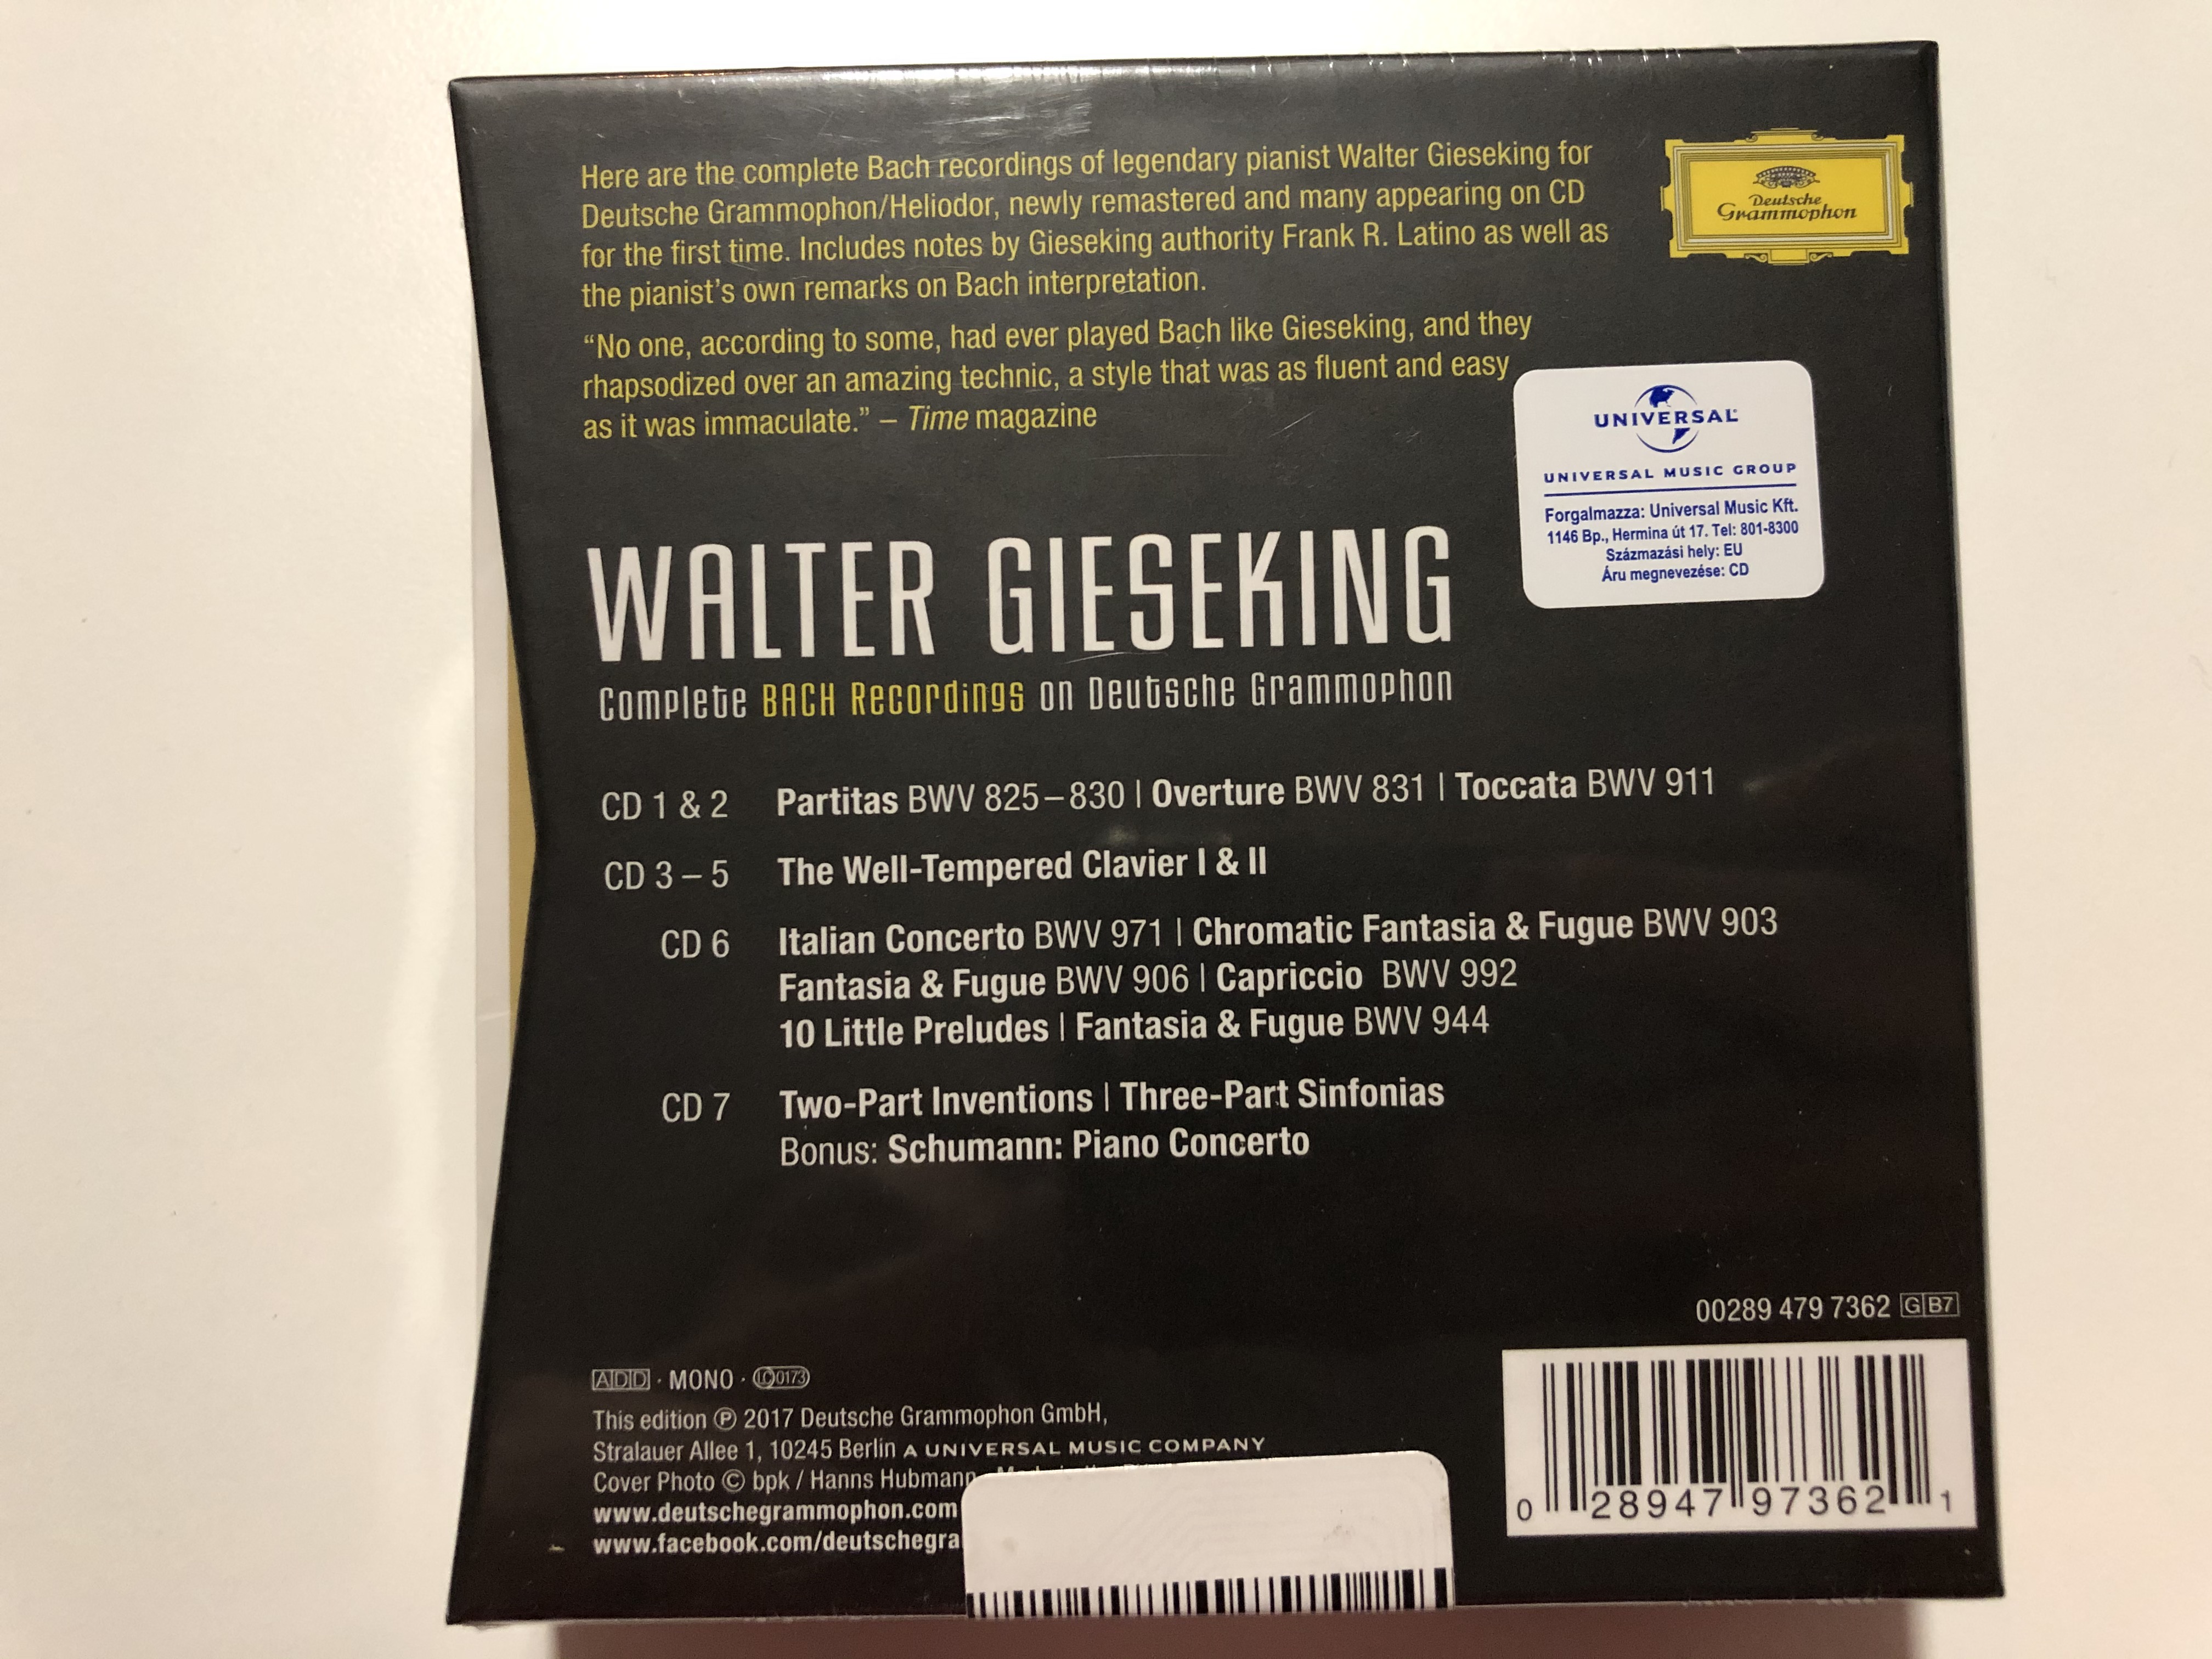 Here are the complete Bach recordings of legendary pianist Walter Gieseking for
Deutsche Grammophon/Heliodor, newly remastered and many appearing on CD
for the first time. Includes notes by Gieseking authority Frank R. Latino as well as
the pianist's own remarks on Bach interpretation.
Deutsche
Grammophon
“No one, according to some, had ever played Bach like Gieseking, and they
rhapsodized over an amazing technic, a style that was as fluent and easy
as it was immaculate.” – Time magazine
UNIVERSAL
UNIVERSAL MUSIC GROUP
Forgalmazza: Universal Music Kft.
1146 Bp., Hermina út 17. Tel: 801-8300
Százmazási hely: EU
Áru megnevezése: CD
WALTER GIESEKING
Complete BACH Recordings on Deutsche Grammophon
CD 1 & 2 Partitas BWV 825–830 | Overture BWV 831 | Toccata BWV 911
CD 3 – 5 The Well-Tempered Clavier I & II
CD 6 Italian Concerto BWV 971 | Chromatic Fantasia & Fugue BWV 903
Fantasia & Fugue BWV 906 | Capriccio BWV 992
10 Little Preludes | Fantasia & Fugue BWV 944
CD 7 Two-Part Inventions | Three-Part Sinfonias
Bonus: Schumann: Piano Concerto
00289 479 7362 G B7
ADD · MONO · LC 0173
This edition ℗ 2017 Deutsche Grammophon GmbH,
Stralauer Allee 1, 10245 Berlin A UNIVERSAL MUSIC COMPANY
Cover Photo © bpk / Hanns Hubmann
www.deutschegrammophon.com
www.facebook.com/deutschegra
0 28947 97362 1